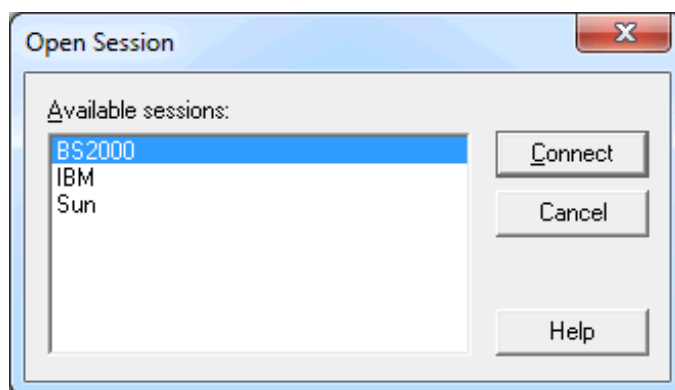 Open Session
Available sessions:
BS2000
IBM
Sun
Connect
Cancel
Help